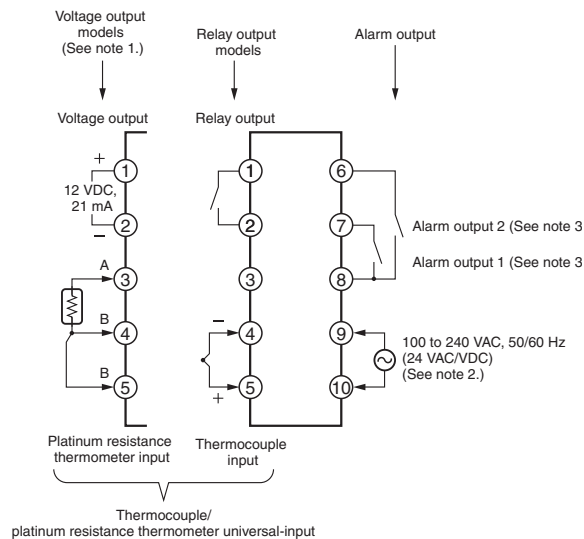 Voltage output
models
(See note 1.)
Relay output
models
Alarm output
Voltage output
Relay output
+
1
12 VDC,
21 mA
2
−
A
3
B
4
B
5
1
2
3
−
4
5
+
6
7
8
9
10
Alarm output 2 (See note 3
Alarm output 1 (See note 3
100 to 240 VAC, 50/60 Hz
(24 VAC/VDC)
(See note 2.)
Platinum resistance
thermometer input
Thermocouple
input
Thermocouple/
platinum resistance thermometer universal-input